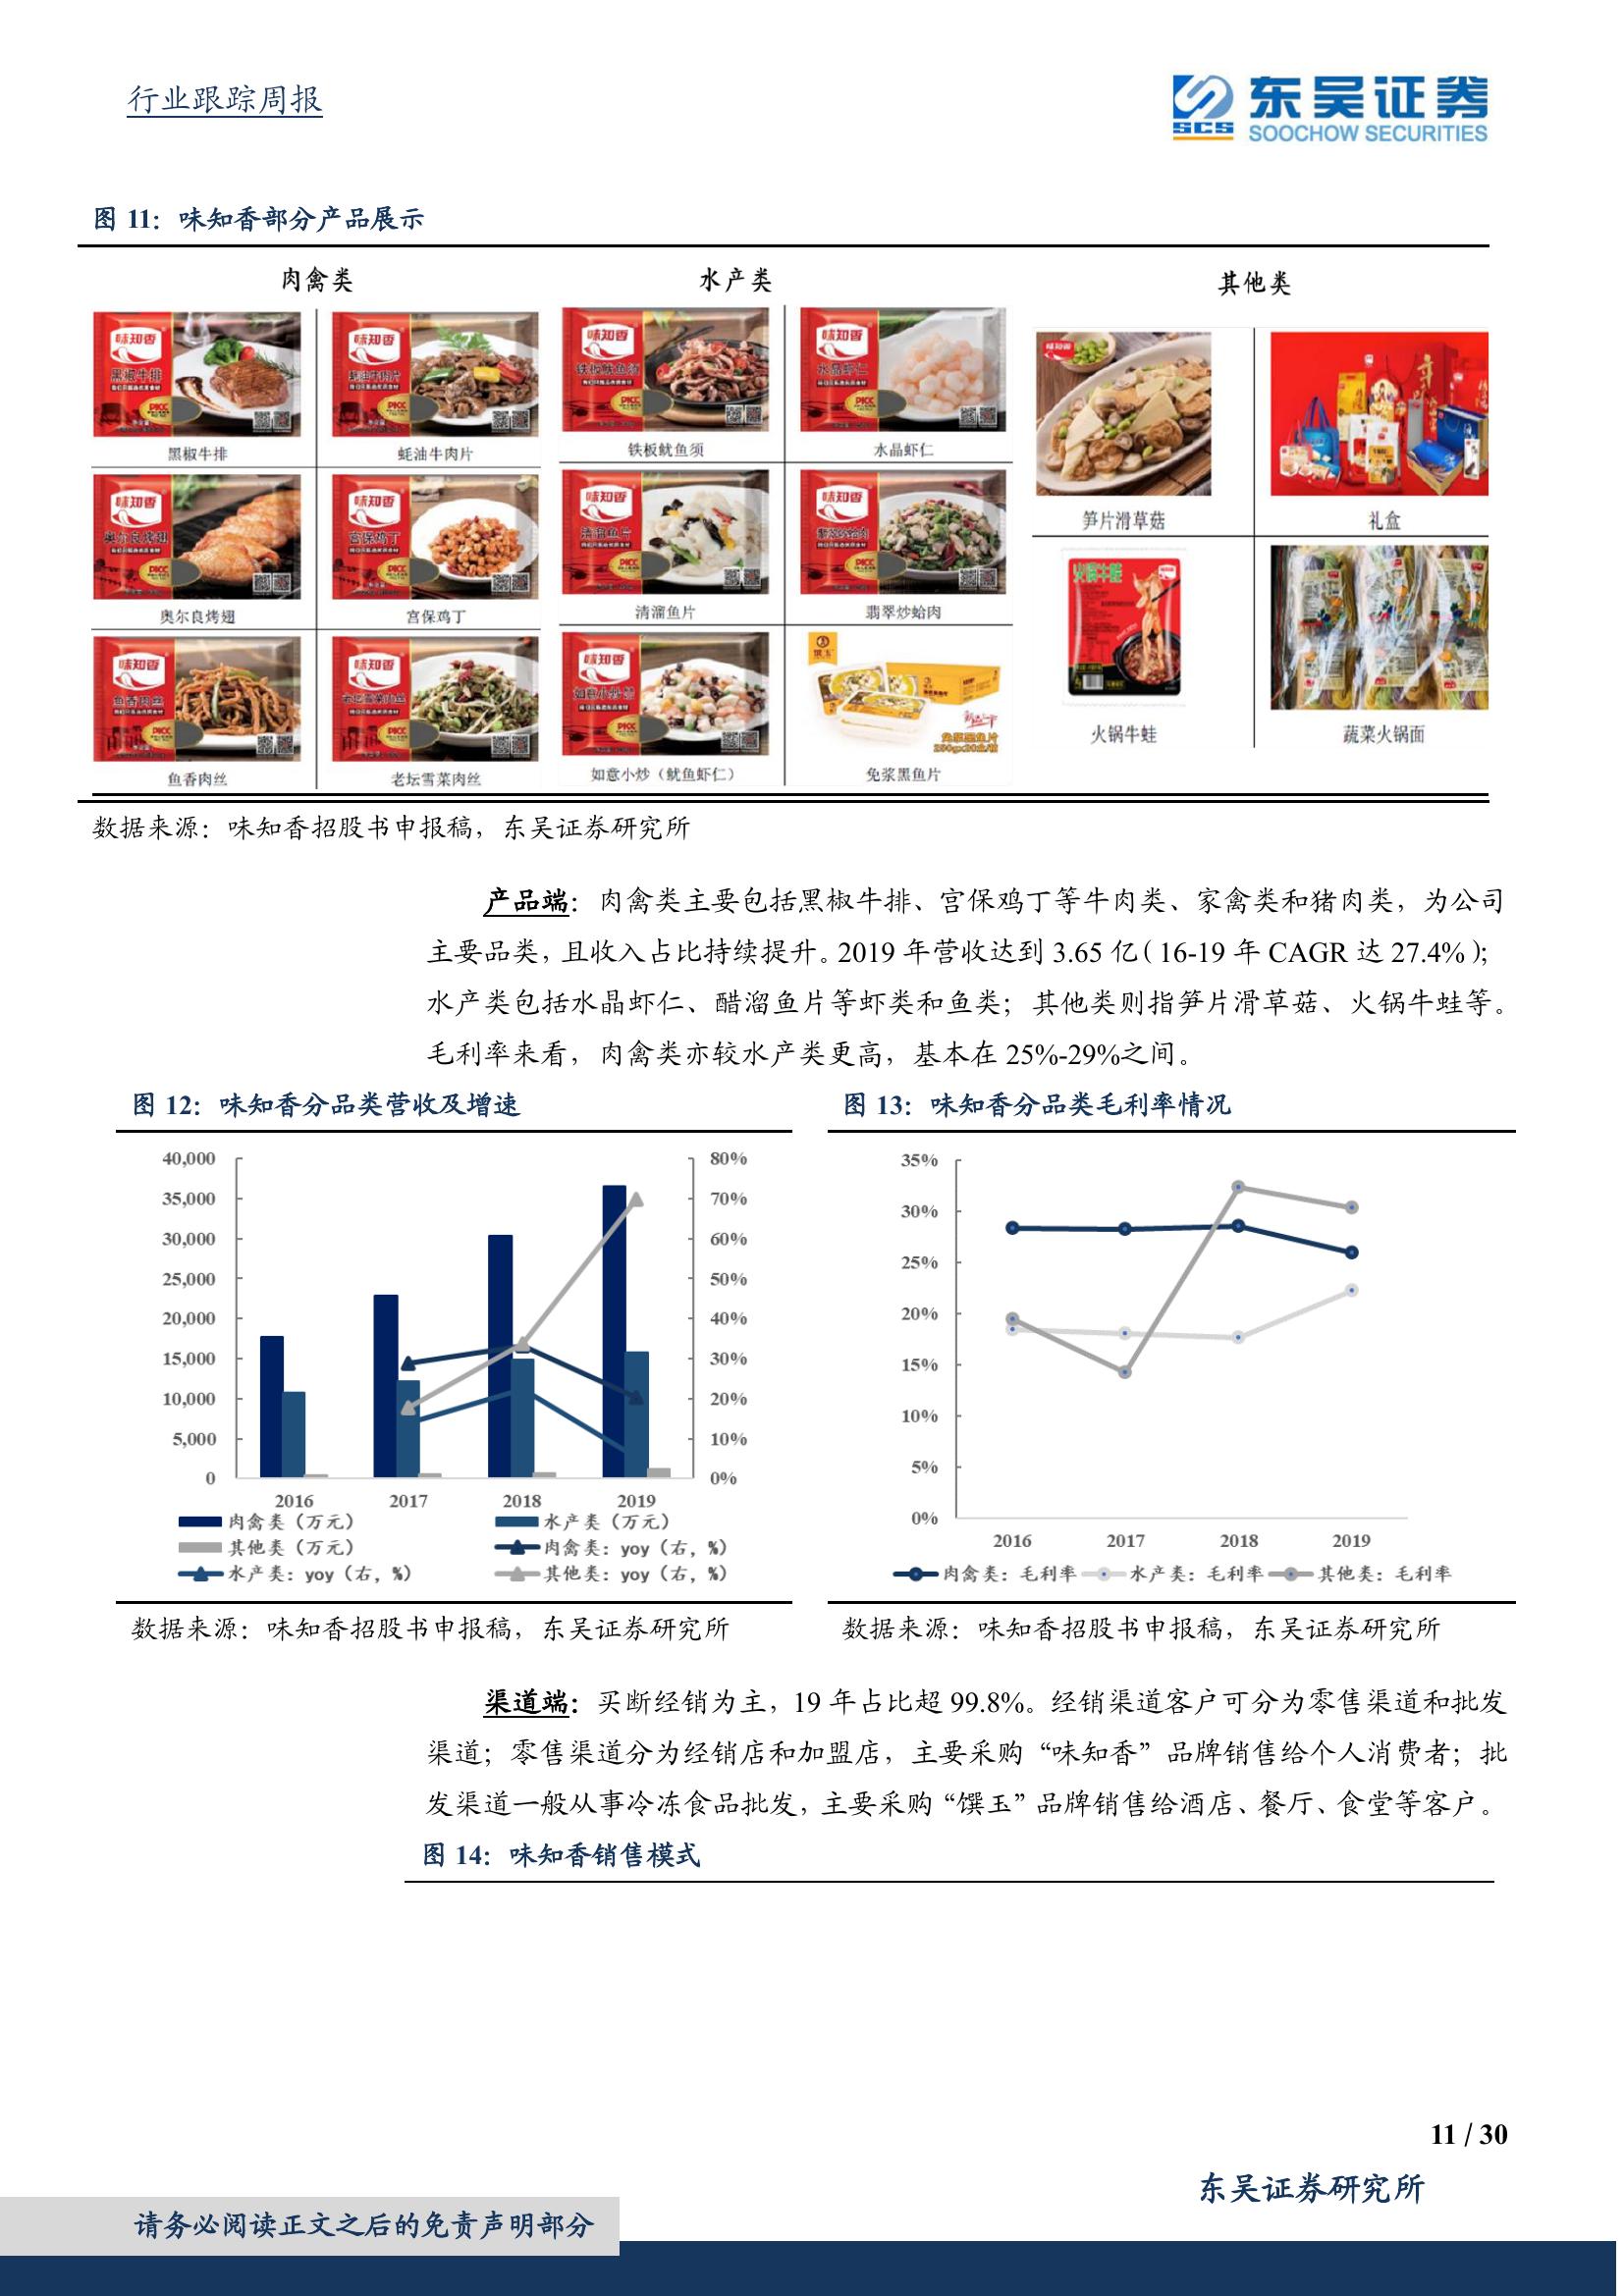 行业跟踪周报
东吴证券
SCS
SOOCHOW SECURITIES
图 11：味知香部分产品展示
肉禽类
水产类
其他类
黑椒牛排
蚝油牛肉片
铁板鱿鱼须
水晶虾仁
笋片滑草菇
礼盒
奥尔良烤翅
宫保鸡丁
清溜鱼片
翡翠炒蛤肉
火锅牛蛙
蔬菜火锅面
鱼香肉丝
老坛雪菜肉丝
如意小炒（鱿鱼虾仁）
免浆黑鱼片
数据来源：味知香招股书申报稿，东吴证券研究所
产品端：肉禽类主要包括黑椒牛排、宫保鸡丁等牛肉类、家禽类和猪肉类，为公司
主要品类，且收入占比持续提升。2019 年营收达到 3.65 亿（16-19 年 CAGR 达 27.4%）；
水产类包括水晶虾仁、醋溜鱼片等虾类和鱼类；其他类则指笋片滑草菇、火锅牛蛙等。
毛利率来看，肉禽类亦较水产类更高，基本在 25%-29%之间。
图 12：味知香分品类营收及增速
40,000
35,000
30,000
25,000
20,000
15,000
10,000
5,000
0
80%
70%
60%
50%
40%
30%
20%
10%
0%
2016 2017 2018 2019
肉禽类（万元） 水产类（万元）
其他类（万元） 肉禽类：yoy（右，%）
水产类：yoy（右，%） 其他类：yoy（右，%）
数据来源：味知香招股书申报稿，东吴证券研究所
图 13：味知香分品类毛利率情况
35%
30%
25%
20%
15%
10%
5%
0%
2016 2017 2018 2019
肉禽类：毛利率 水产类：毛利率 其他类：毛利率
数据来源：味知香招股书申报稿，东吴证券研究所
渠道端：买断经销为主，19 年占比超 99.8%。经销渠道客户可分为零售渠道和批发
渠道；零售渠道分为经销店和加盟店，主要采购“味知香”品牌销售给个人消费者；批
发渠道一般从事冷冻食品批发，主要采购“馔玉”品牌销售给酒店、餐厅、食堂等客户。
图 14：味知香销售模式
11 / 30
东吴证券研究所
请务必阅读正文之后的免责声明部分